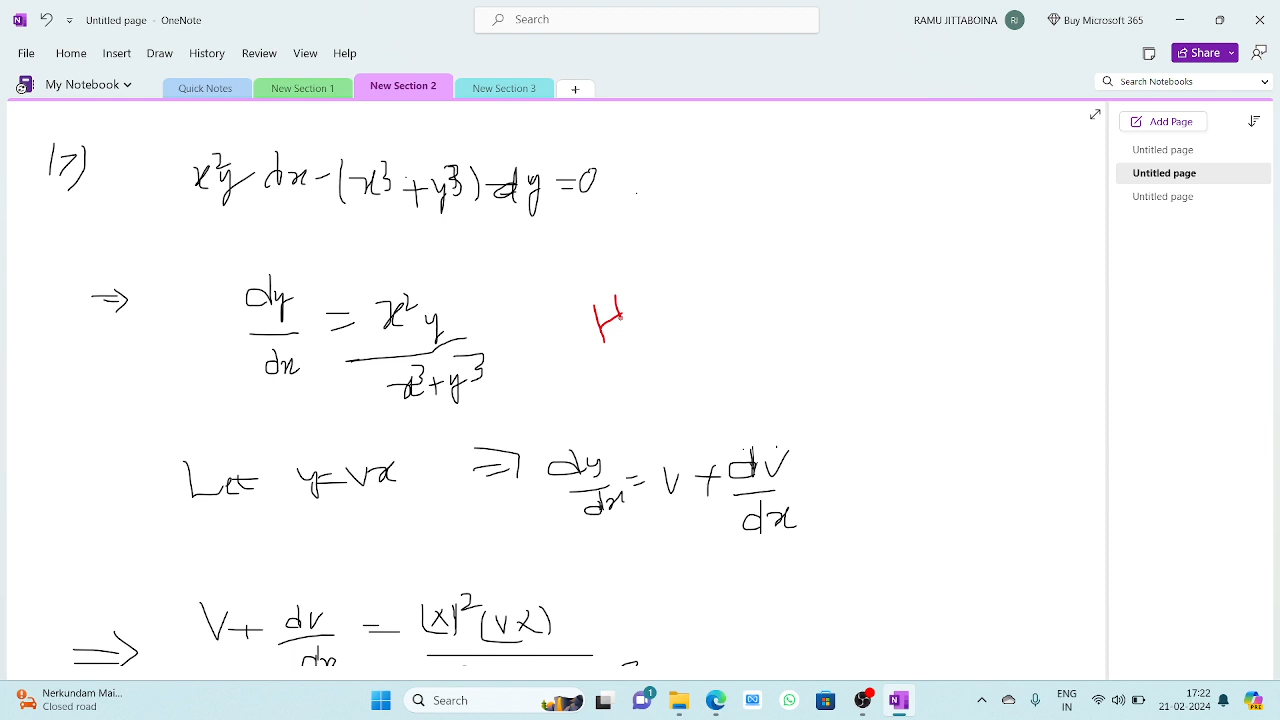 Untitled page - OneNote
Search
RAMU JITTABOINA RJ Buy Microsoft 365
File Home Insert Draw History Review View Help Share
My Notebook Quick Notes New Section 1 New Section 2 New Section 3 + Search Notebooks
Add Page
Untitled page
Untitled page
Untitled page
17) x²y dx - (x³ + y³) dy = 0
⇒ dy/dx = x²y / x³+y³ H
Let y=vx ⇒ dy/dx = v + dv/dx
⇒ v + dv/dx = (x)² (vx)
Nerkundam Mai...
Closed road
Search
1
ENG
IN
17:22
21-02-2024